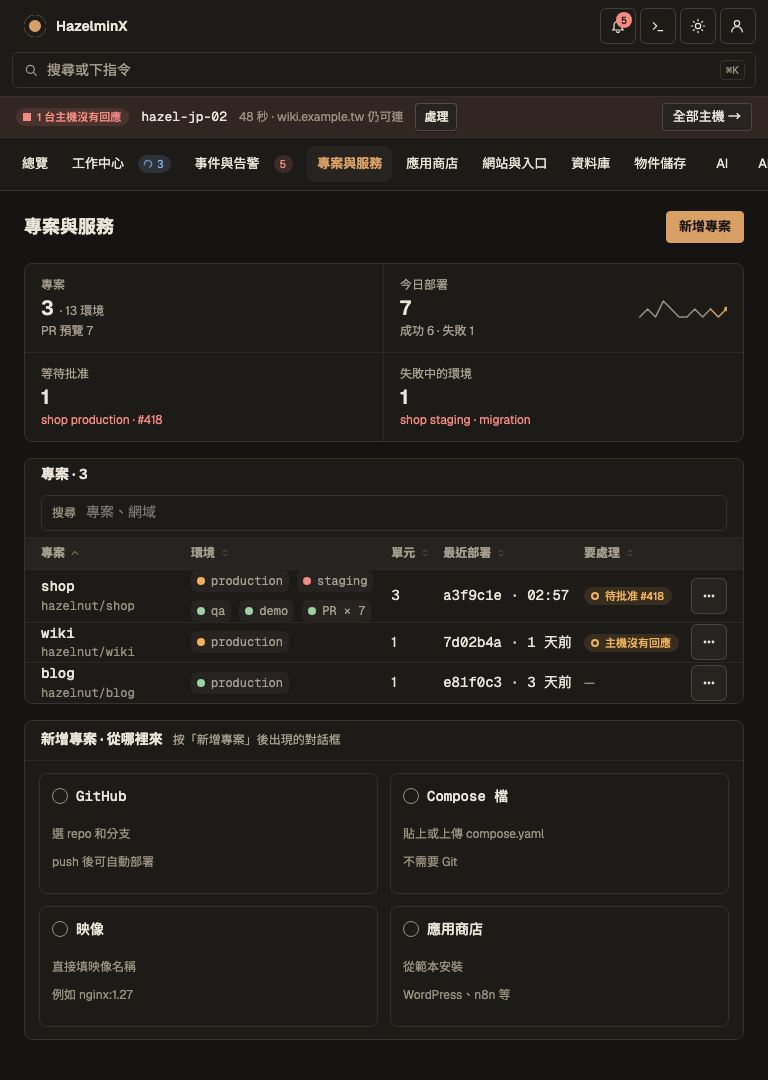 HazelminX
5
搜尋或下指令
⌘K
1 台主機沒有回應
hazel-jp-02
48 秒 · wiki.example.tw 仍可連
處理
全部主機 →
總覽
工作中心
3
事件與告警
5
專案與服務
應用商店
網站與入口
資料庫
物件儲存
AI
專案與服務
新增專案
專案
3 · 13 環境
PR 預覽 7
今日部署
7
成功 6 · 失敗 1
等待批准
1
shop production · #418
失敗中的環境
1
shop staging · migration
專案 · 3
搜尋 專案、網域
專案
環境
單元
最近部署
要處理
shop
hazelnut/shop
production
staging
qa
demo
PR × 7
3
a3f9c1e · 02:57
待批准 #418
wiki
hazelnut/wiki
production
1
7d02b4a · 1 天前
主機沒有回應
blog
hazelnut/blog
production
1
e81f0c3 · 3 天前
—
新增專案 · 從哪裡來
按「新增專案」後出現的對話框
GitHub
選 repo 和分支
push 後可自動部署
Compose 檔
貼上或上傳 compose.yaml
不需要 Git
映像
直接填映像名稱
例如 nginx:1.27
應用商店
從範本安裝
WordPress、n8n 等